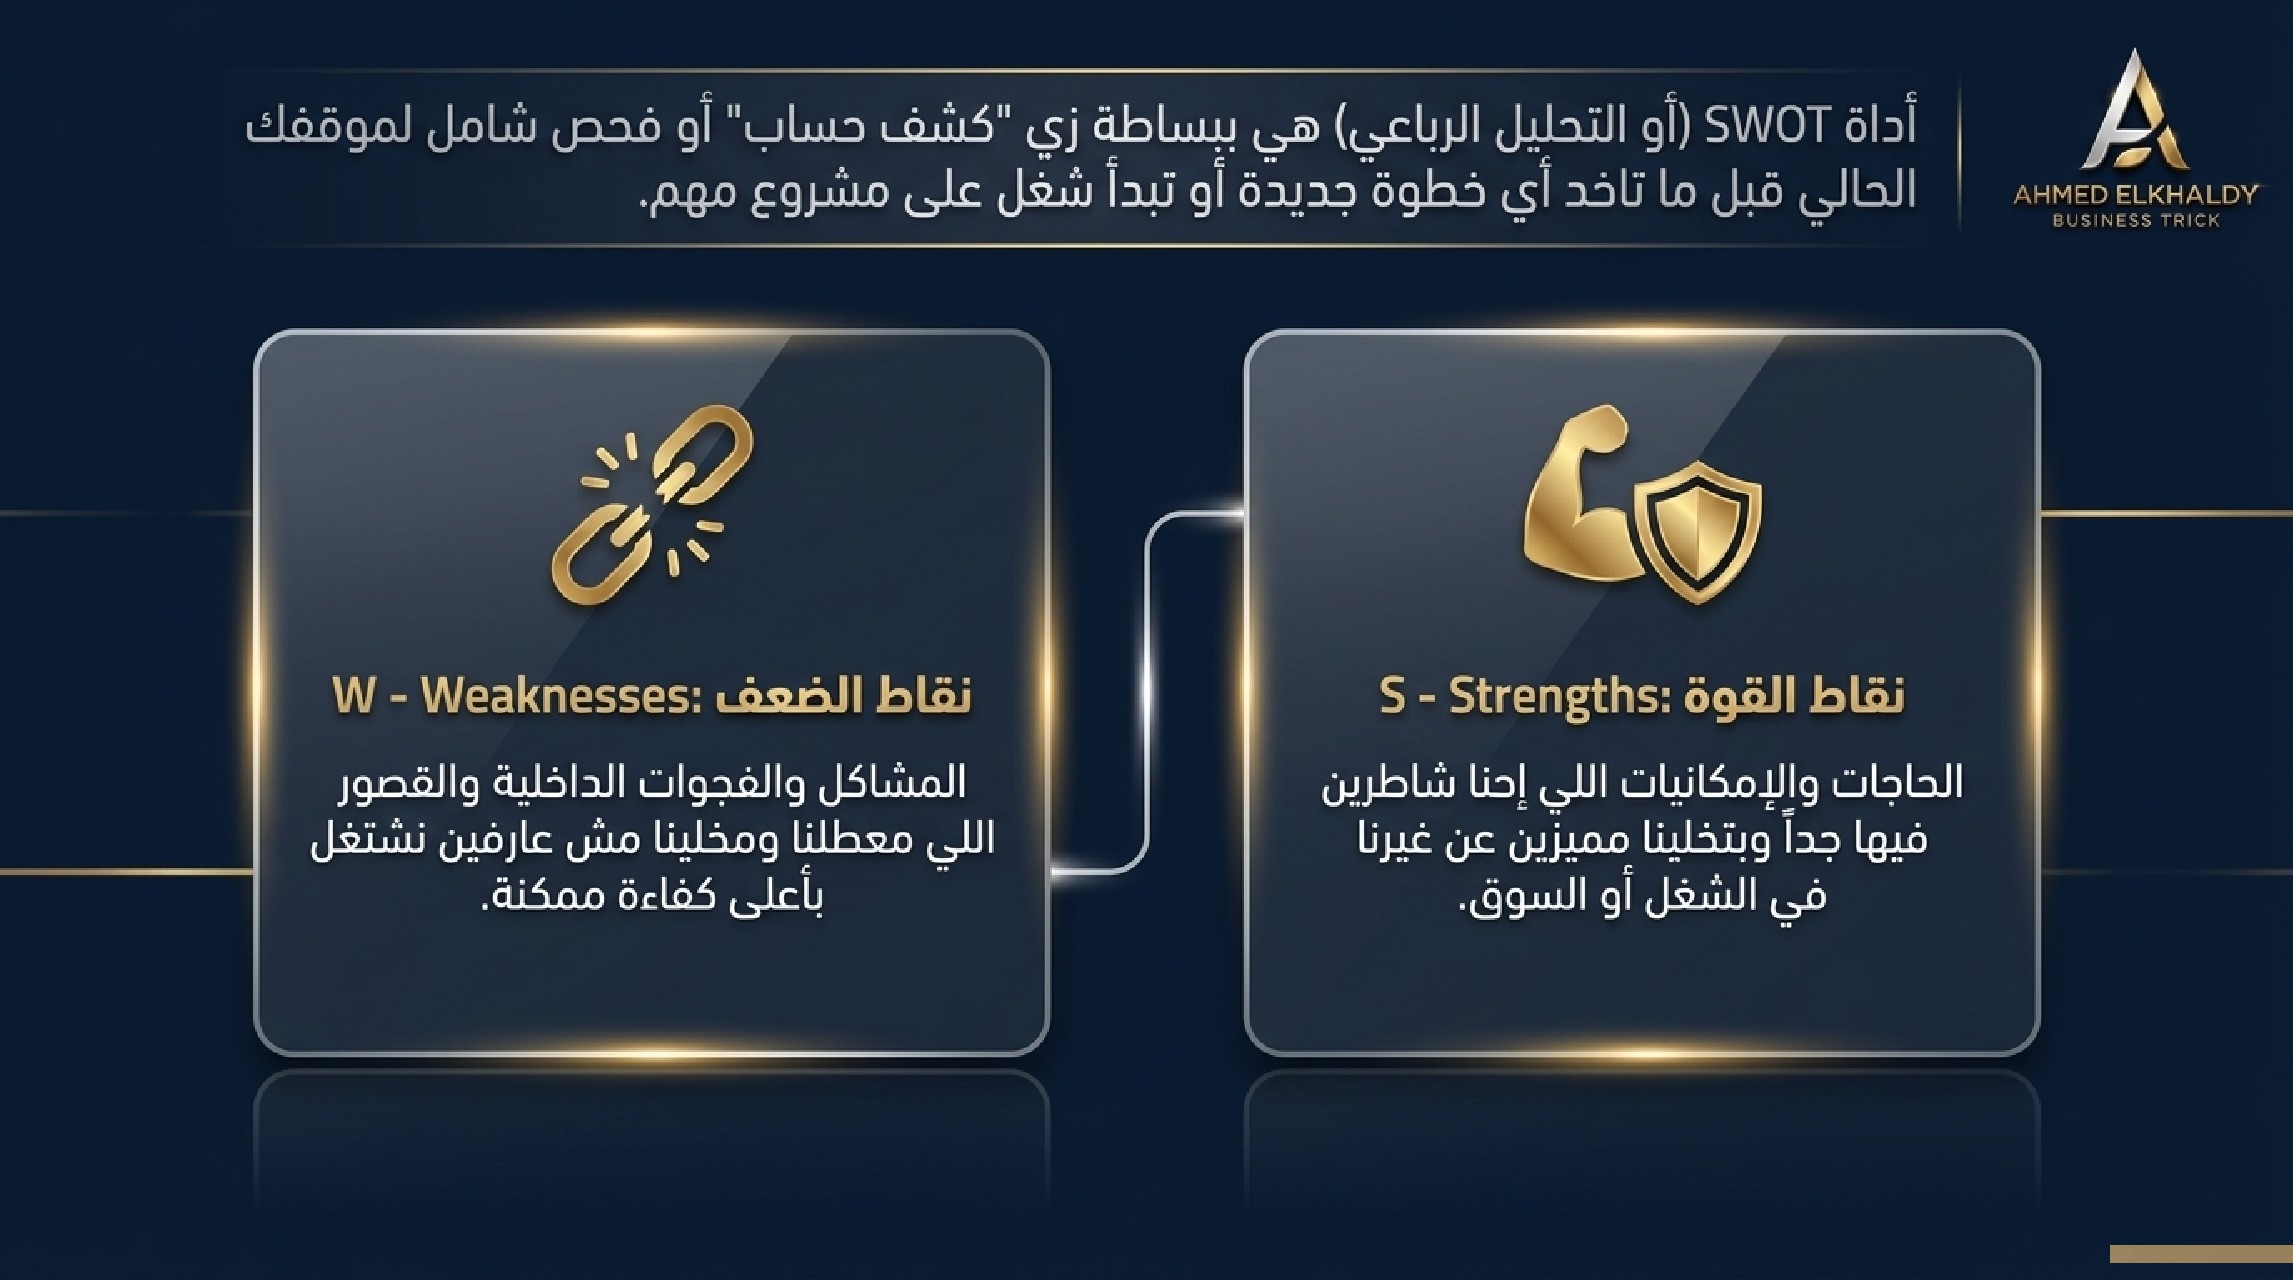 أداة SWOT (أو التحليل الرباعي) هي ببساطة زي "كشف حساب" أو فحص شامل لموقفك
الحالي قبل ما تاخد أي خطوة جديدة أو تبدأ شغل على مشروع مهم.
AHMED ELKHALDY
BUSINESS TRICK
نقاط القوة :S - Strengths
الحاجات والإمكانيات اللي إحنا شاطرين
فيها جداً وبتخلينا مميزين عن غيرنا
في الشغل أو السوق.
نقاط الضعف :W - Weaknesses
المشاكل والفجوات الداخلية والقصور
اللي معطلنا ومخلينا مش عارفين نشتغل
بأعلى كفاءة ممكنة.